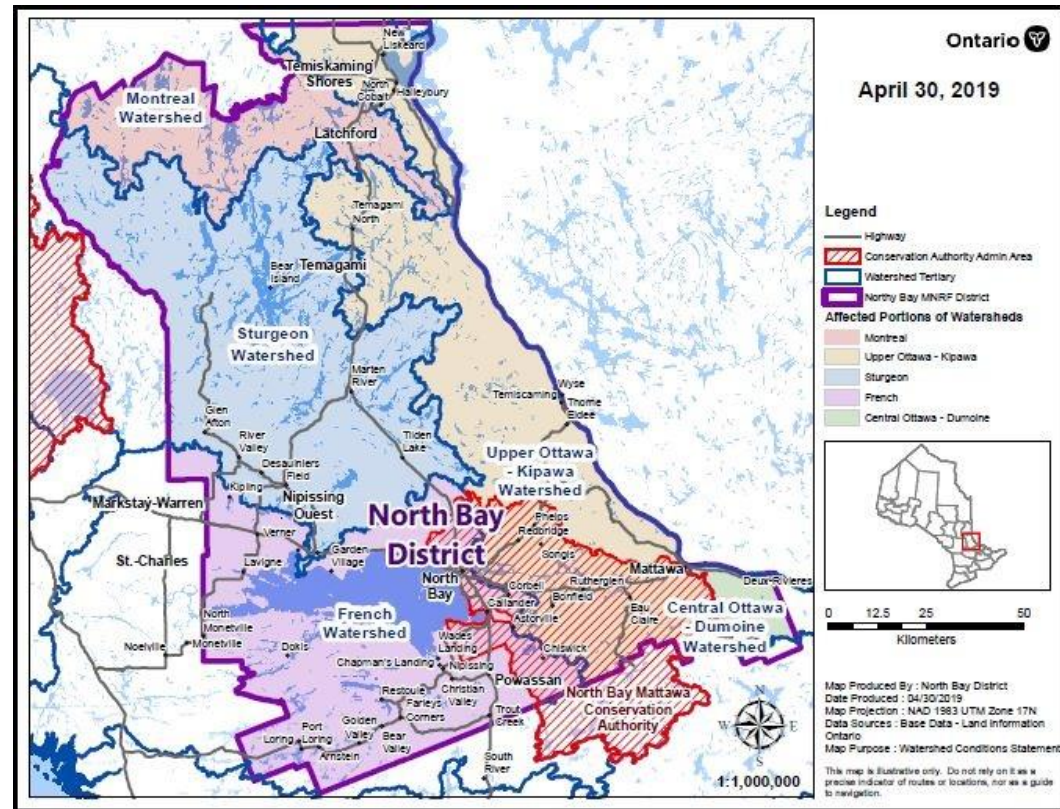 Ontario
April 30, 2019
Legend
Highway
Conservation Authority Admin Area
Watershed Tertiary
Northy Bay MNRF District
Affected Portions of Watersheds
Montreal
Upper Ottawa - Kipawa
Sturgeon
French
Central Ottawa - Dumoine
0 12.5 25 50
Kilometers
Map Produced By : North Bay District
Date Produced : 04/30/2019
Map Projection : NAD 1983 UTM Zone 17N
Data Sources : Base Data - Land Information
Ontario
Map Purpose : Watershed Conditions Statement
This map is illustrative only. Do not rely on it as a
precise indicator of routes or locations, nor as a guide
to navigation.
New
Liskeard
Temiskaming
Shores
North
Cobalt
Haileybury
Montreal
Watershed
Latchford
Temagami
North
Bear
Island
Temagami
Sturgeon
Watershed
Marten
River
Wyse
Temiscaming
Thorne
Eldee
Glen
Afton
River
Valley
Tilden
Lake
Desaulniers
Field
Upper Ottawa
- Kipawa
Watershed
Kipling
Markstay-Warren
Nipissing
Ouest
North Bay
District
Phelps
Redbridge
Songis
Verner
Garden
Village
St.-Charles
Lavigne
North
Bay
Mattawa
Deux-Rivieres
Corbeil
Rutherglen
Callander
Bonfield
Astorville
Eau
Claire
Central Ottawa
- Dumoine
Watershed
French
Watershed
North
Monetville
Monetville
Noelville
Dokis
Wades
Landing
Chiswick
Chapman's Landing
Nipissing
Powassan
Christian
Valley
North Bay Mattawa
Conservation
Authority
Restoule
Farleys
Corners
Trout
Creek
Golden
Valley
Port
Loring
Loring
Bear
Valley
Arnstein
South
River
N
W E
S
1:1,000,000